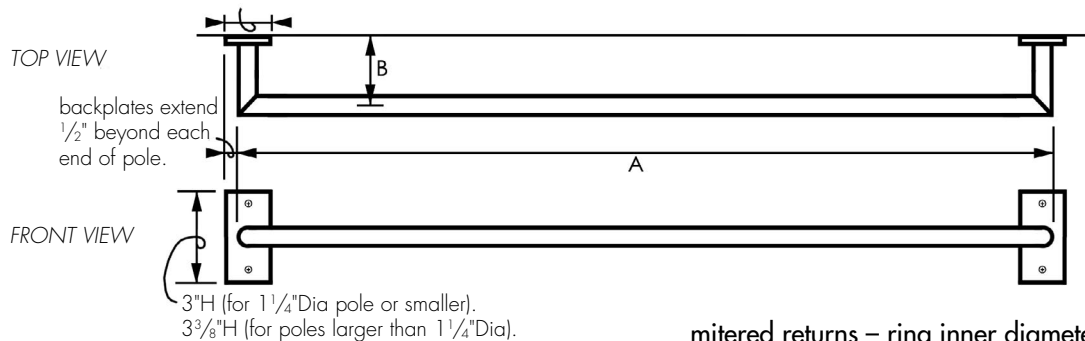 TOP VIEW
B
backplates extend
1/2" beyond each
end of pole.
A
FRONT VIEW
3"H (for 1 1/4"Dia pole or smaller).
3 3/8"H (for poles larger than 1 1/4"Dia).
mitered returns – ring inner diamete